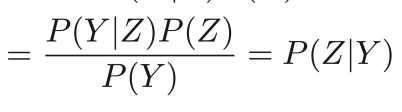 = P(Y|Z)P(Z) / P(Y) = P(Z|Y)